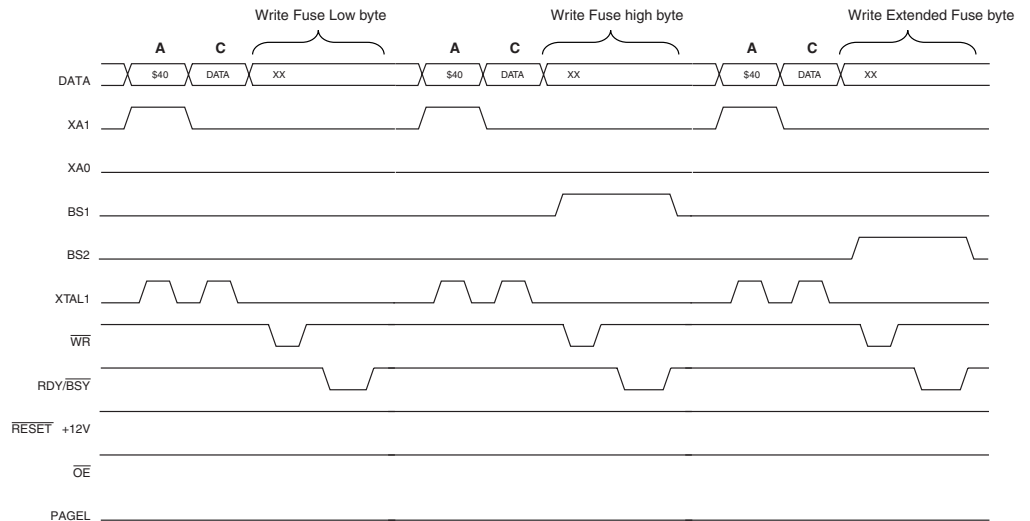 Write Fuse Low byte Write Fuse high byte Write Extended Fuse byte
A C A C A C
DATA $40 DATA XX $40 DATA XX $40 DATA XX
XA1
XA0
BS1
BS2
XTAL1
WR
RDY/BSY
RESET +12V
OE
PAGEL